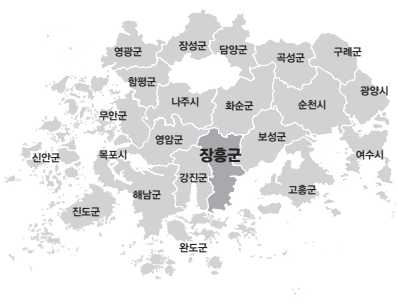 장성군
영광군
담양군
곡성군
구례군
함평군
광양시
나주시
화순군
순천시
무안군
영암군
보성군
신안군
목포시
장흥군
여수시
강진군
해남군
고흥군
진도군
완도군